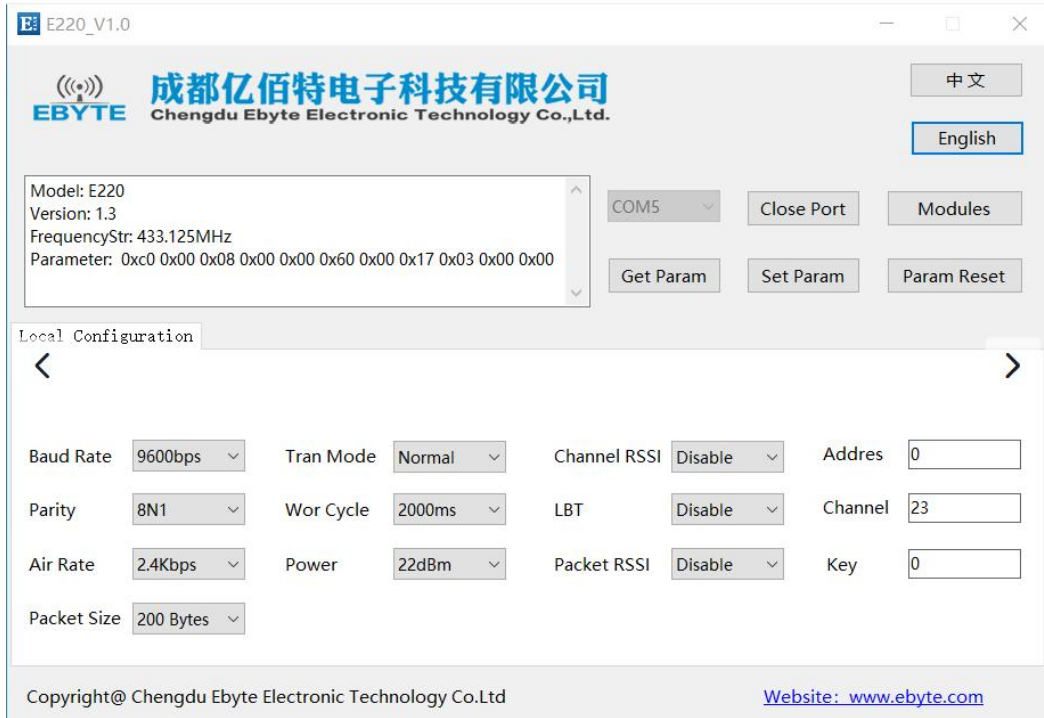 E220_V1.0
成都亿佰特电子科技有限公司
EBYTE Chengdu Ebyte Electronic Technology Co.,Ltd.
中文
English
Model: E220
Version: 1.3
FrequencyStr: 433.125MHz
Parameter: 0xc0 0x00 0x08 0x00 0x00 0x60 0x00 0x17 0x03 0x00 0x00
COM5 Close Port Modules
Get Param Set Param Param Reset
Local Configuration
Baud Rate 9600bps Tran Mode Normal Channel RSSI Disable Addres 0
Parity 8N1 Wor Cycle 2000ms LBT Disable Channel 23
Air Rate 2.4Kbps Power 22dBm Packet RSSI Disable Key 0
Packet Size 200 Bytes
Copyright@ Chengdu Ebyte Electronic Technology Co.Ltd Website: www.ebyte.com